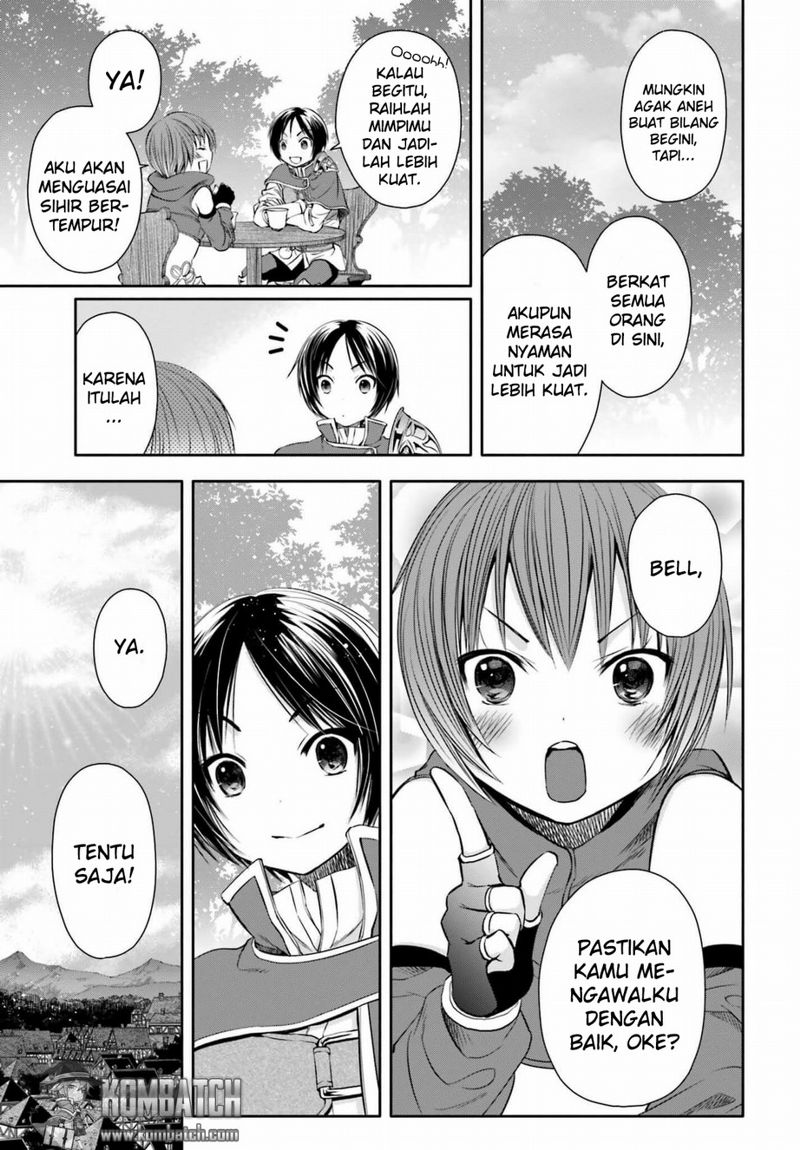 MUNGKIN
AGAK ANEH
BUAT BILANG
BEGINI,
TAPI...
BERKAT
SEMUA
ORANG
DI SINI,
AKUPUN
MERASA
NYAMAN
UNTUK JADI
LEBIH KUAT.
Oooohh!
KALAU
BEGITU,
RAIHLAH
MIMPIMU
DAN JADI-
LAH LEBIH
KUAT.
YA!
AKU AKAN
MENGUASAI
SIHIR BER-
TEMPUR!
KARENA
ITULAH
...
BELL,
PASTIKAN
KAMU ME-
NGAWALKU
DENGAN
BAIK, OKE?
YA.
TENTU
SAJA!
KOMBATCH
www.kombatch.com